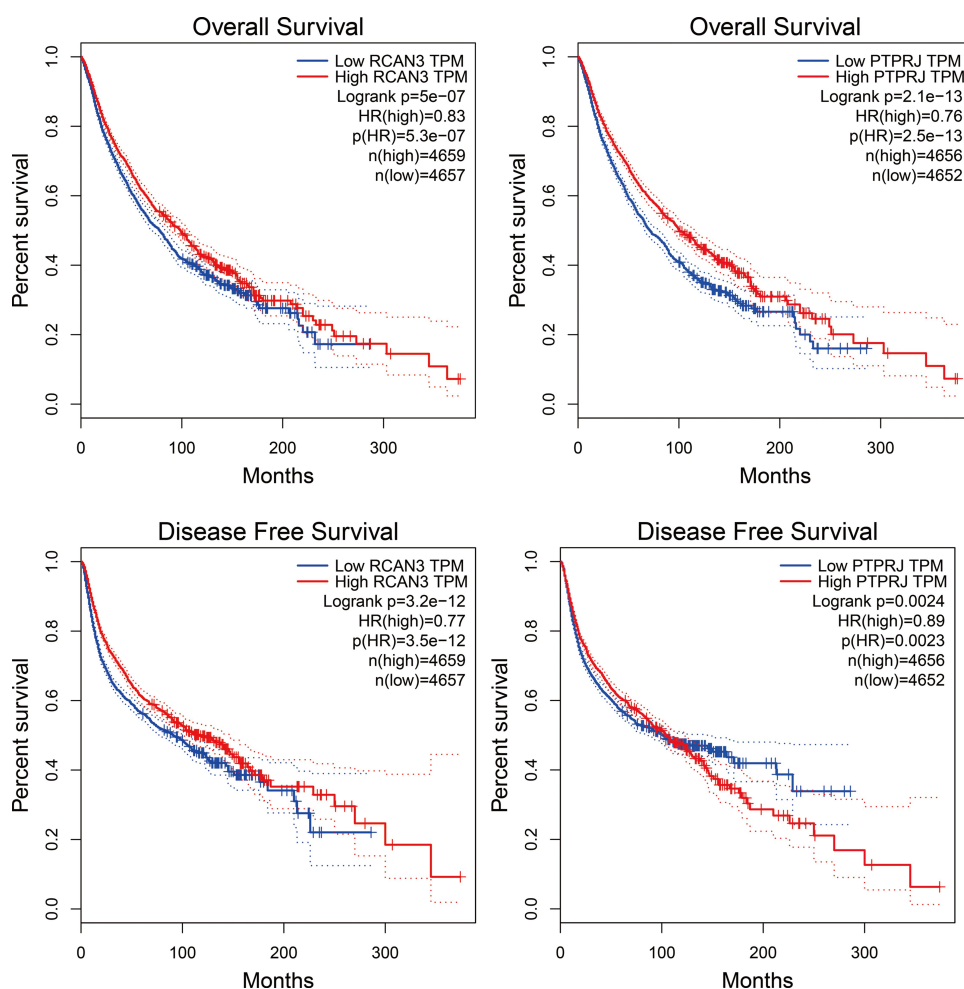 Overall Survival
Low RCAN3 TPM
High RCAN3 TPM
Logrank p=5e−07
HR(high)=0.83
p(HR)=5.3e−07
n(high)=4659
n(low)=4657
Percent survival
0.0
0.2
0.4
0.6
0.8
1.0
0
100
200
300
Months
Overall Survival
Low PTPRJ TPM
High PTPRJ TPM
Logrank p=2.1e−13
HR(high)=0.76
p(HR)=2.5e−13
n(high)=4656
n(low)=4652
Percent survival
0.0
0.2
0.4
0.6
0.8
1.0
0
100
200
300
Months
Disease Free Survival
Low RCAN3 TPM
High RCAN3 TPM
Logrank p=3.2e−12
HR(high)=0.77
p(HR)=3.5e−12
n(high)=4659
n(low)=4657
Percent survival
0.0
0.2
0.4
0.6
0.8
1.0
0
100
200
300
Months
Disease Free Survival
Low PTPRJ TPM
High PTPRJ TPM
Logrank p=0.0024
HR(high)=0.89
p(HR)=0.0023
n(high)=4656
n(low)=4652
Percent survival
0.0
0.2
0.4
0.6
0.8
1.0
0
100
200
300
Months